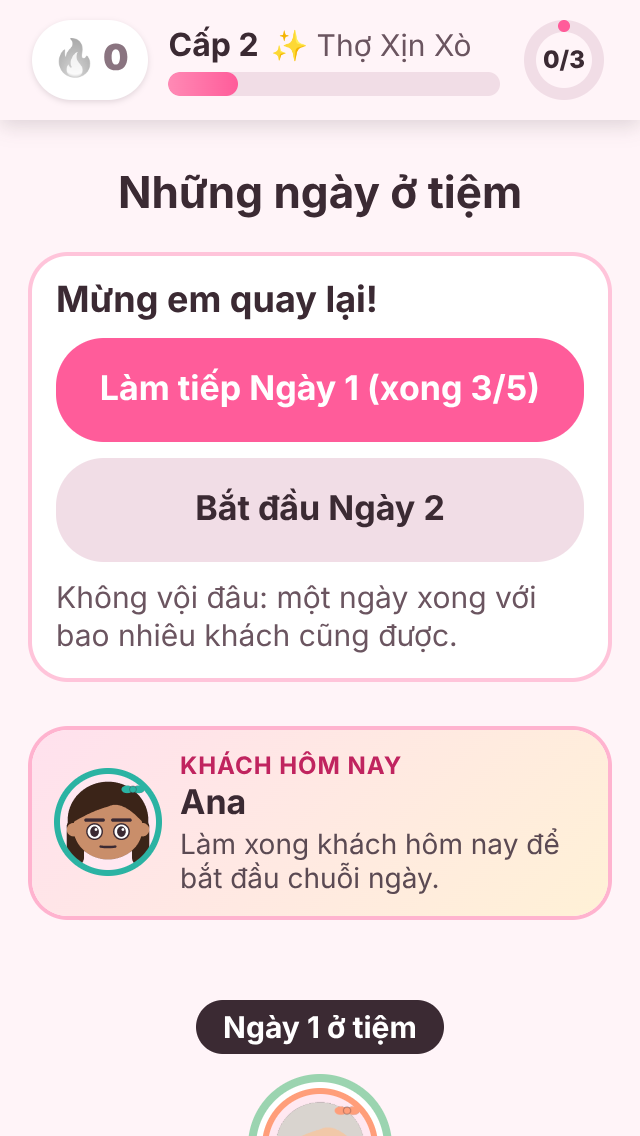 0
Cấp 2 ✨ Thợ Xịn Xò
0/3
Những ngày ở tiệm
Mừng em quay lại!
Làm tiếp Ngày 1 (xong 3/5)
Bắt đầu Ngày 2
Không vội đâu: một ngày xong với
bao nhiêu khách cũng được.
KHÁCH HÔM NAY
Ana
Làm xong khách hôm nay để
bắt đầu chuỗi ngày.
Ngày 1 ở tiệm